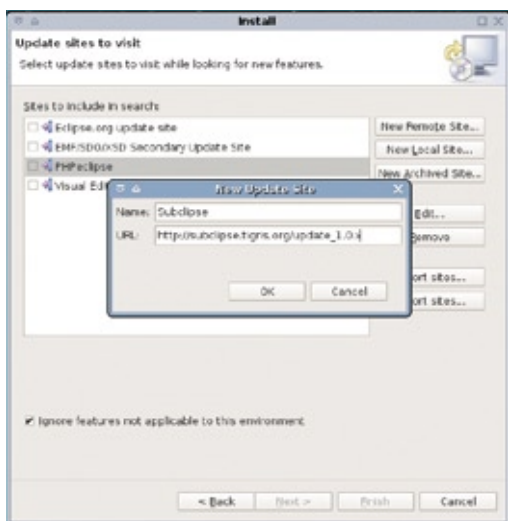 Install
Update sites to visit
Select update sites to visit while looking for new features.
Sites to include in search:
Eclipse.org update site
EMF/SDO/XSD Secondary Update Site
PHPeclipse
Visual
New Remote Site...
New Local Site...
New Archived Site...
Edit...
Remove
ort sites...
ort sites...
New Update Site
Name: Subclipse
URL: http://subclipse.tigris.org/update_1.0.x
OK
Cancel
Ignore features not applicable to this environment
< Back
Next >
Finish
Cancel